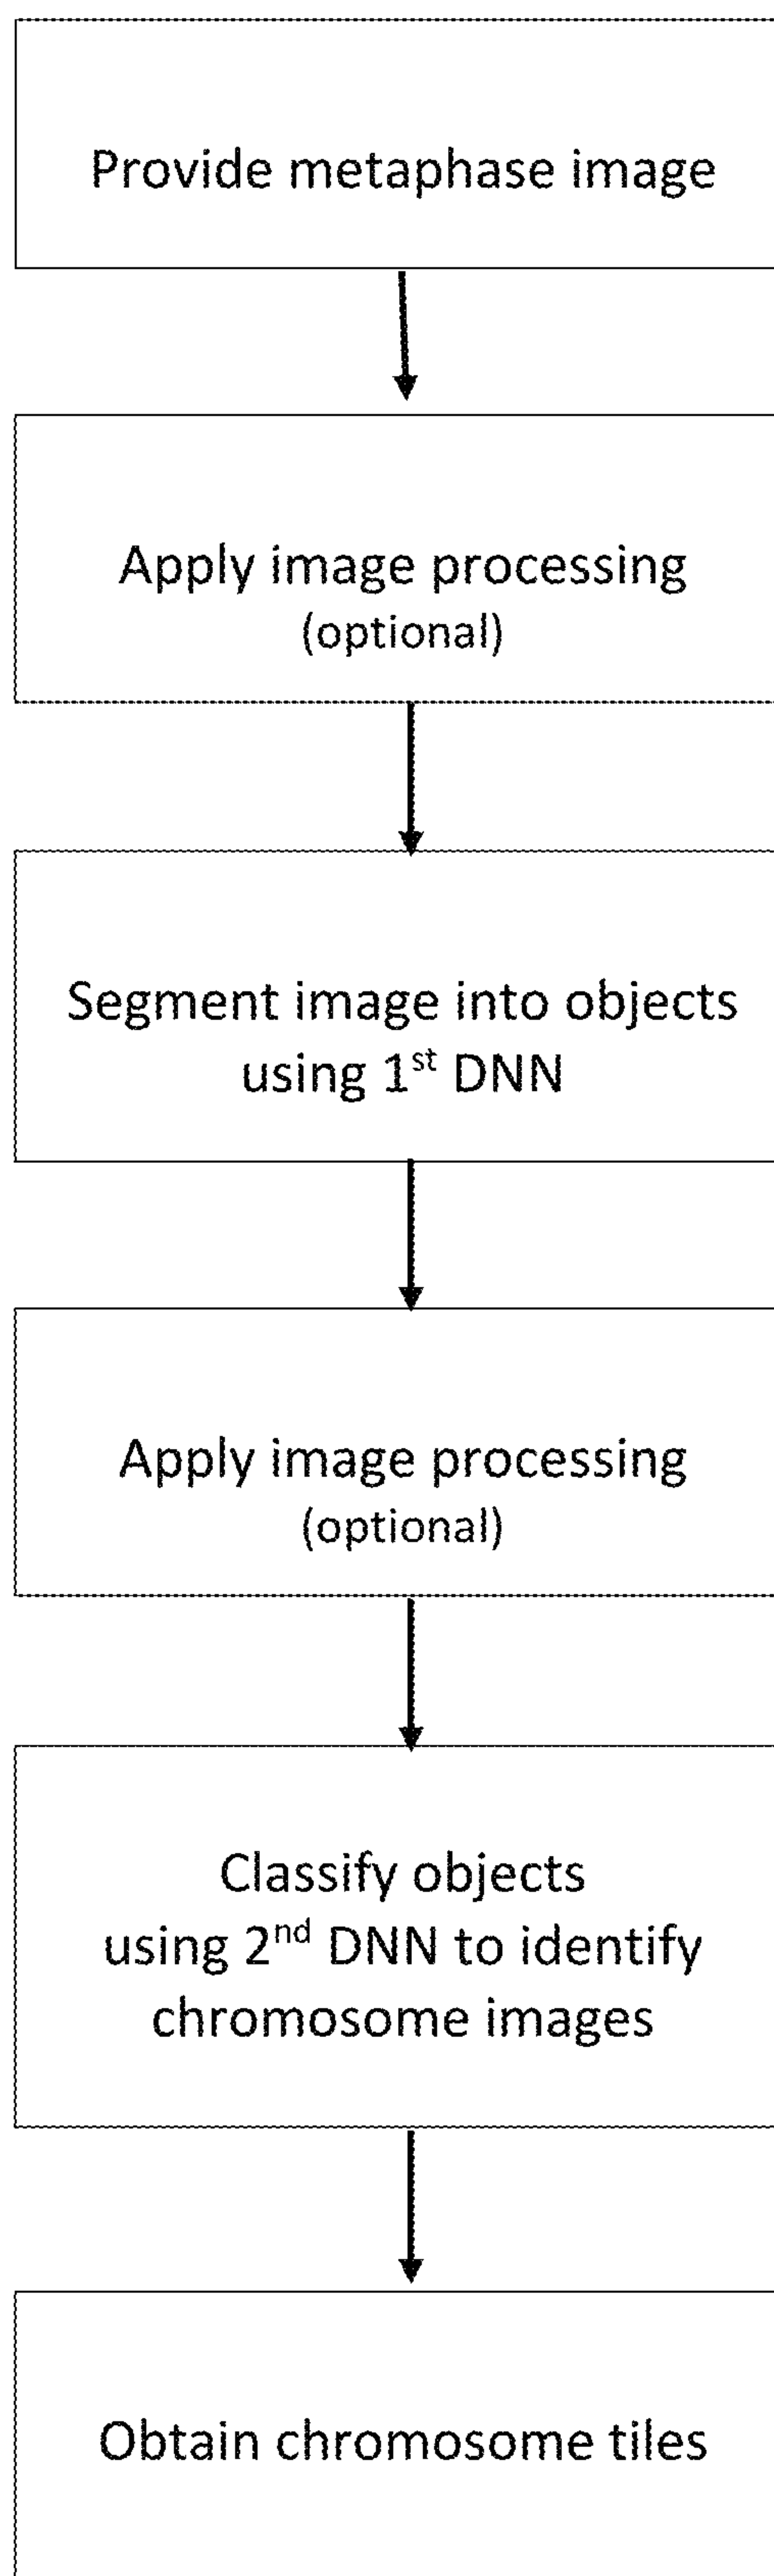 Provide metaphase image
Apply image processing
(optional)
Segment image into objects
using 1st DNN
Apply image processing
(optional)
Classify objects
using 2nd DNN to identify
chromosome images
Obtain chromosome tiles